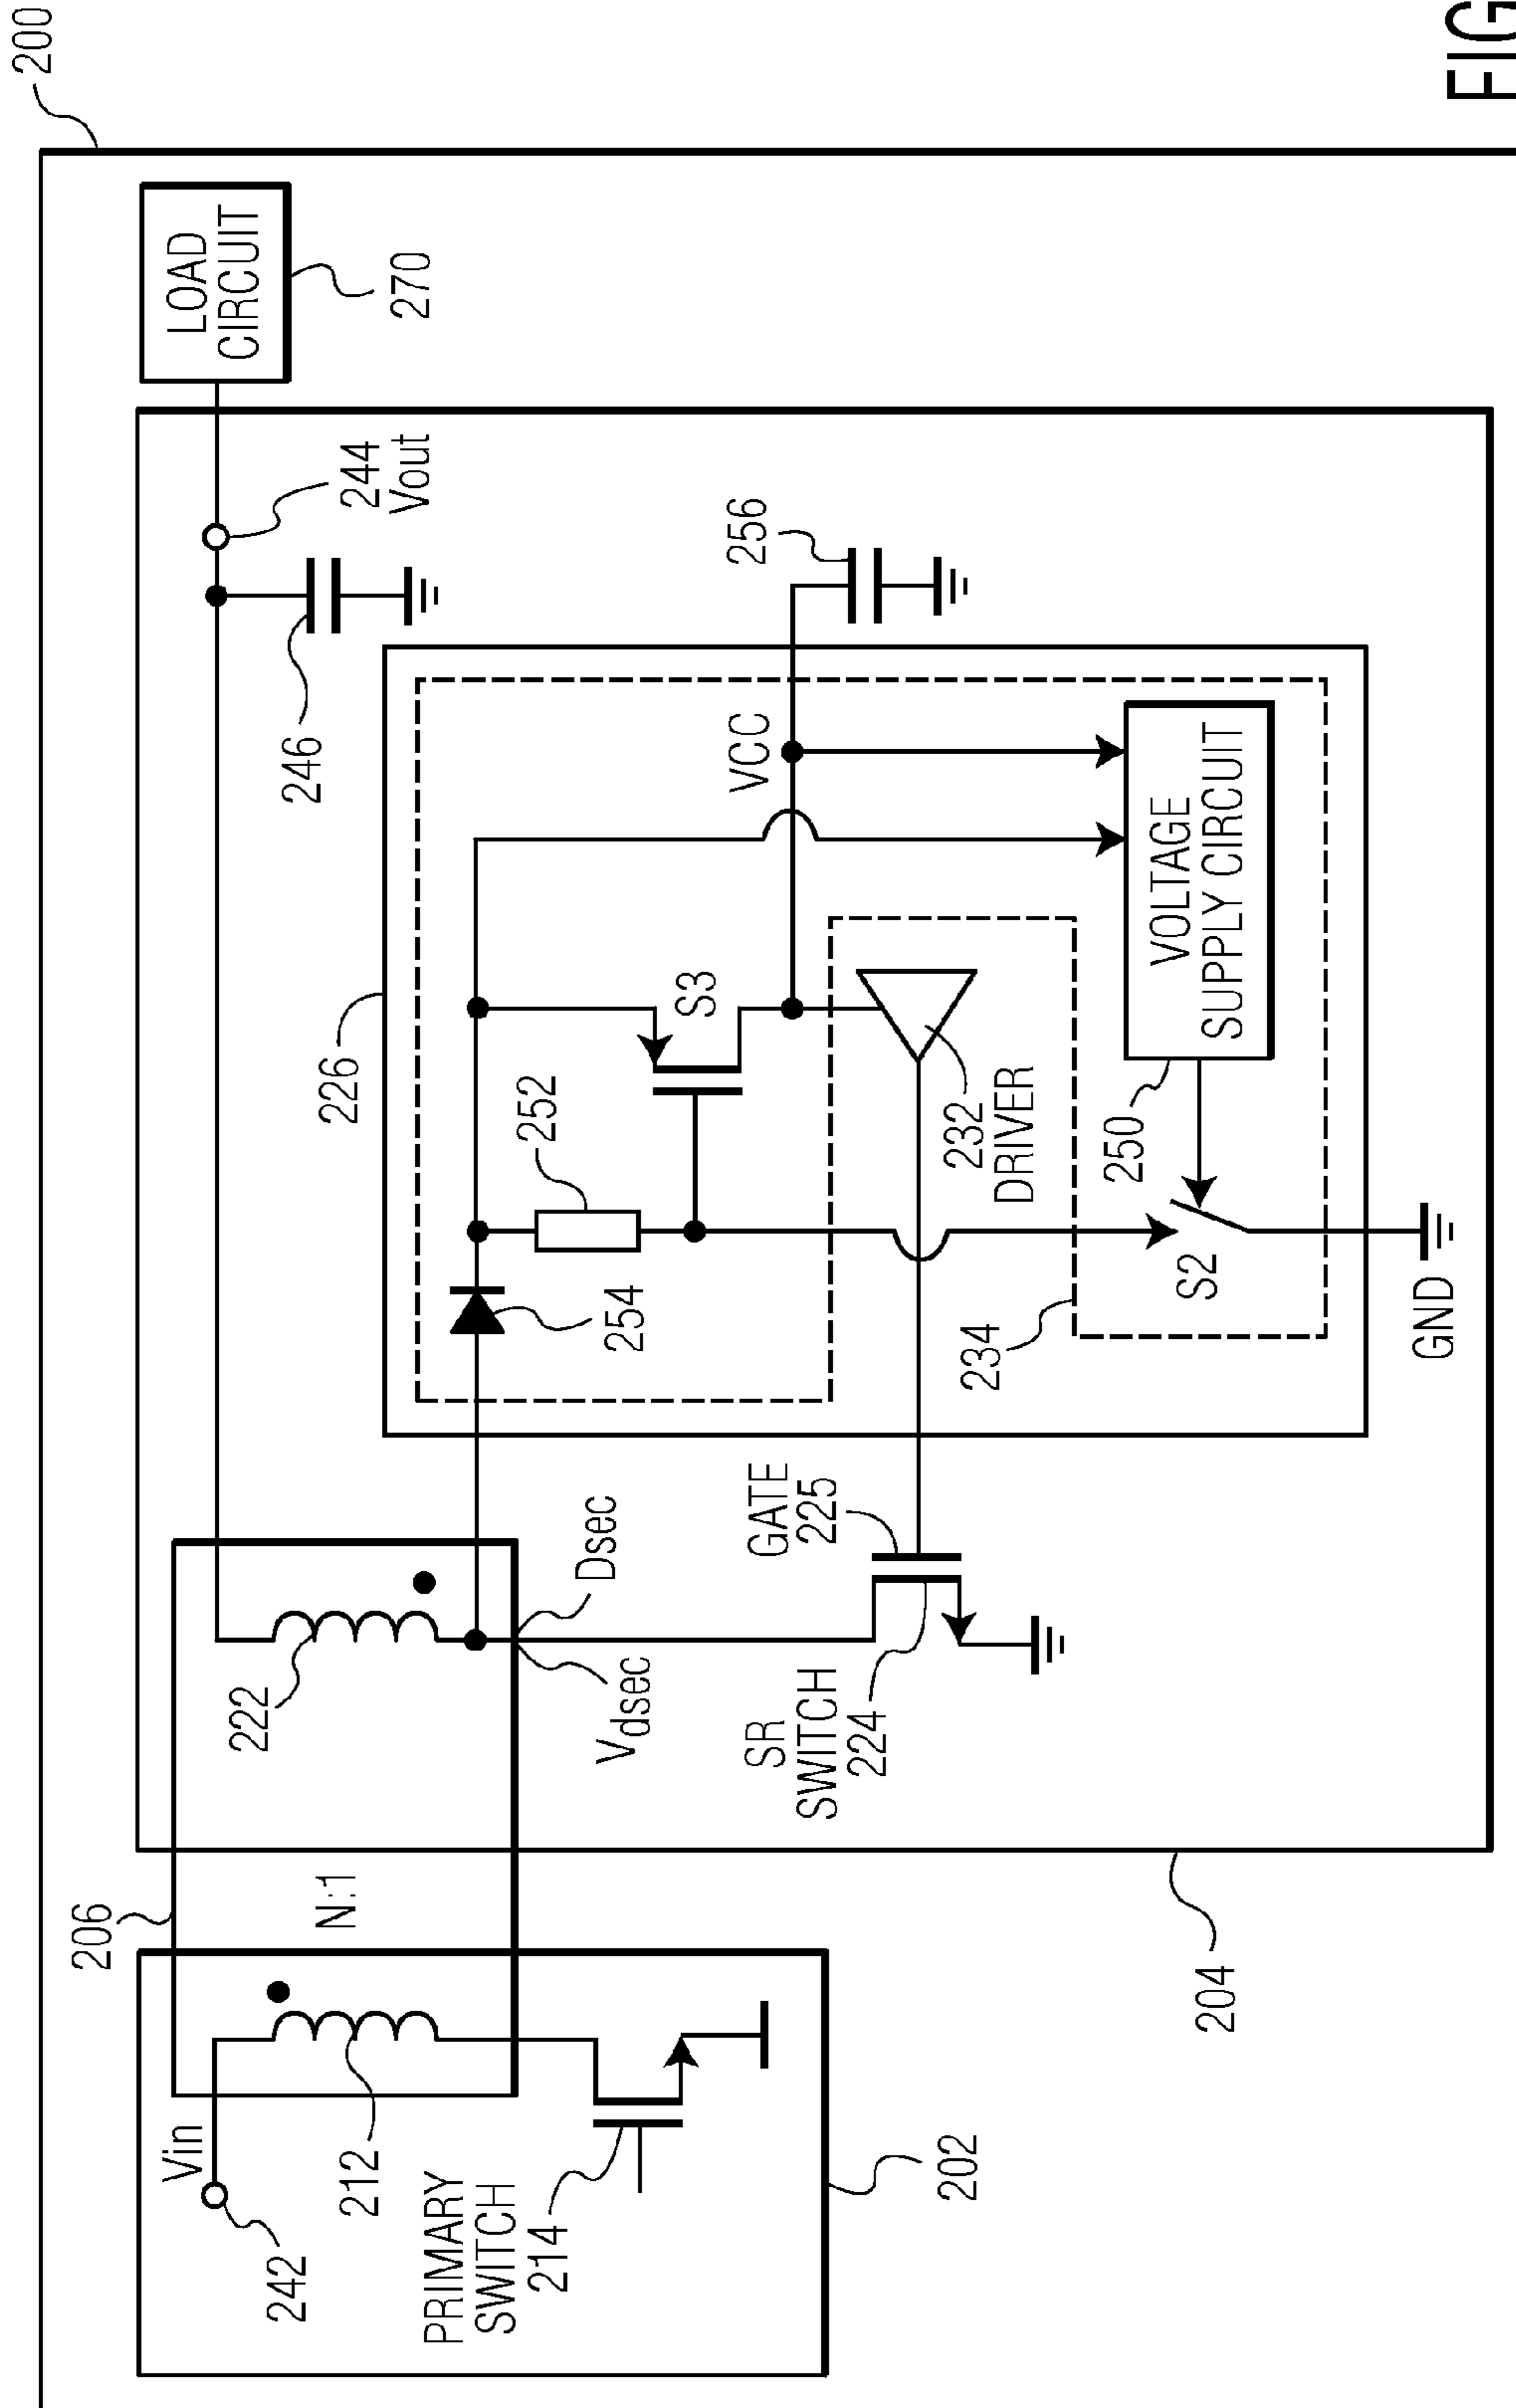 200
206
N:1
Vin
242
212
PRIMARY
SWITCH
214
202
222
Dsec
Vdsec
SR
SWITCH
224
GATE
225
204
246
244
Vout
LOAD
CIRCUIT
270
226
254
252
S3
VCC
256
232
DRIVER
234
250
VOLTAGE
SUPPLY CIRCUIT
S2
GND
FIG